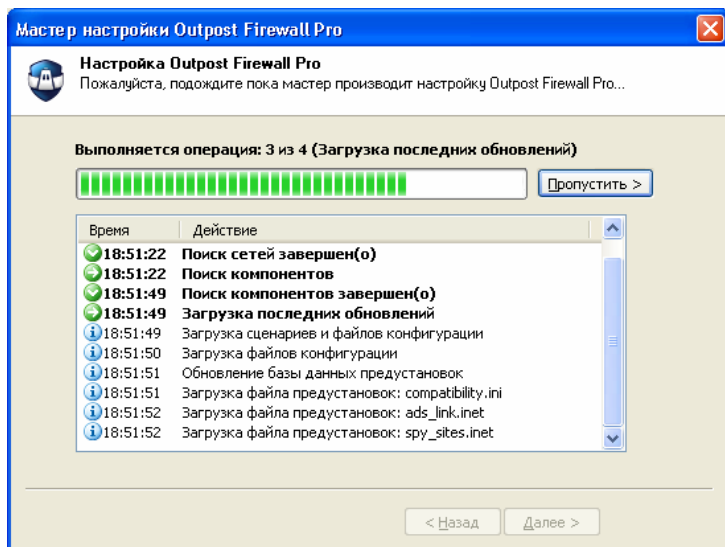 Мастер настройки Outpost Firewall Pro
Настройка Outpost Firewall Pro
Пожалуйста, подождите пока мастер производит настройку Outpost Firewall Pro...
Выполняется операция: 3 из 4 (Загрузка последних обновлений)
Пропустить >
Время Действие
18:51:22 Поиск сетей завершен(о)
18:51:22 Поиск компонентов
18:51:49 Поиск компонентов завершен(о)
18:51:49 Загрузка последних обновлений
18:51:49 Загрузка сценариев и файлов конфигурации
18:51:50 Загрузка файлов конфигурации
18:51:51 Обновление базы данных предустановок
18:51:51 Загрузка файла предустановок: compatibility.ini
18:51:52 Загрузка файла предустановок: ads_link.inet
18:51:52 Загрузка файла предустановок: spy_sites.inet
< Назад Далее >